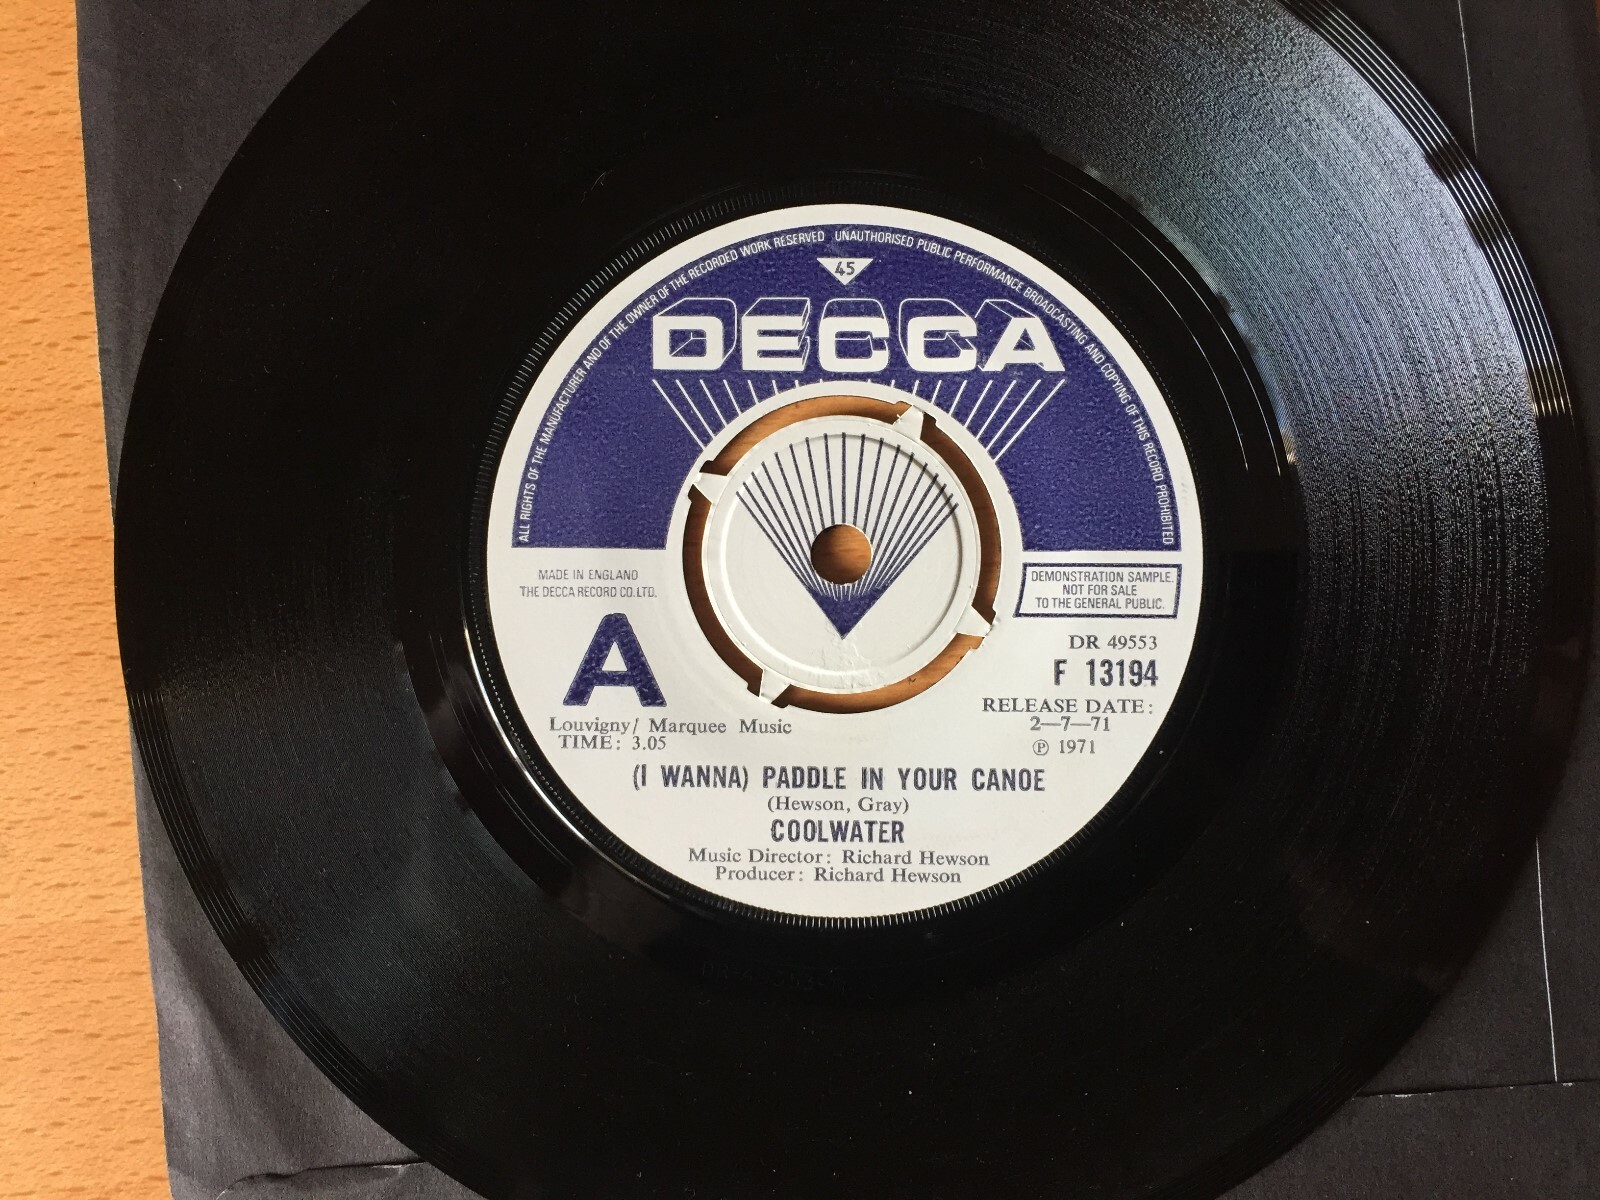 ALL RIGHTS OF THE MANUFACTURER AND OF THE OWNER OF THE RECORDED WORK RESERVED UNAUTHORISED PUBLIC PERFORMANCE BROADCASTING AND COPYING OF THIS RECORD PROHIBITED
45
DECCA
MADE IN ENGLAND
THE DECCA RECORD CO. LTD.
DEMONSTRATION SAMPLE.
NOT FOR SALE
TO THE GENERAL PUBLIC.
A
DR 49553
F 13194
RELEASE DATE:
2—7—71
Ⓟ 1971
Louvigny/ Marquee Music
TIME: 3.05
(I WANNA) PADDLE IN YOUR CANOE
(Hewson, Gray)
COOLWATER
Music Director: Richard Hewson
Producer: Richard Hewson